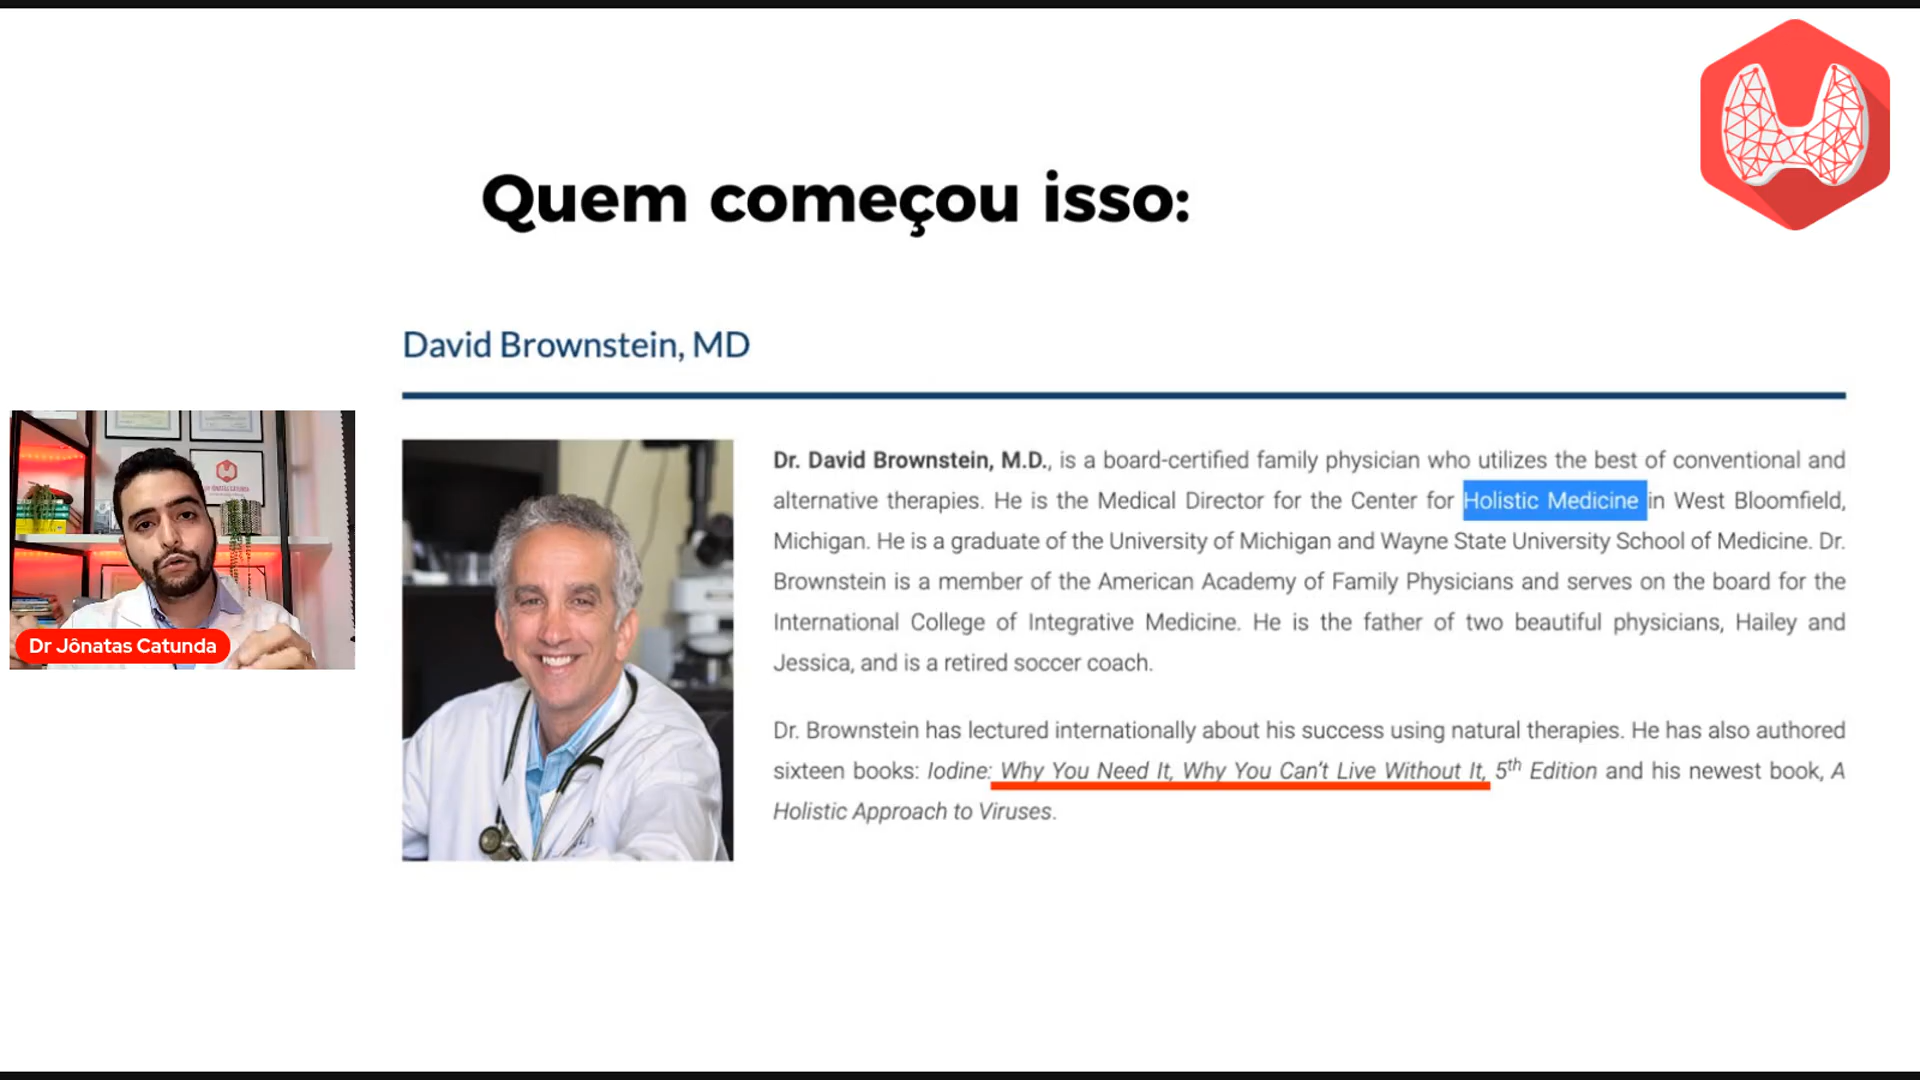 Quem começou isso:
David Brownstein, MD
Dr. David Brownstein, M.D., is a board-certified family physician who utilizes the best of conventional and
alternative therapies. He is the Medical Director for the Center for Holistic Medicine in West Bloomfield,
Michigan. He is a graduate of the University of Michigan and Wayne State University School of Medicine. Dr.
Brownstein is a member of the American Academy of Family Physicians and serves on the board for the
International College of Integrative Medicine. He is the father of two beautiful physicians, Hailey and
Jessica, and is a retired soccer coach.
Dr. Brownstein has lectured internationally about his success using natural therapies. He has also authored
sixteen books: Iodine: Why You Need It, Why You Can't Live Without It, 5th Edition and his newest book, A
Holistic Approach to Viruses.
Dr Jônatas Catunda